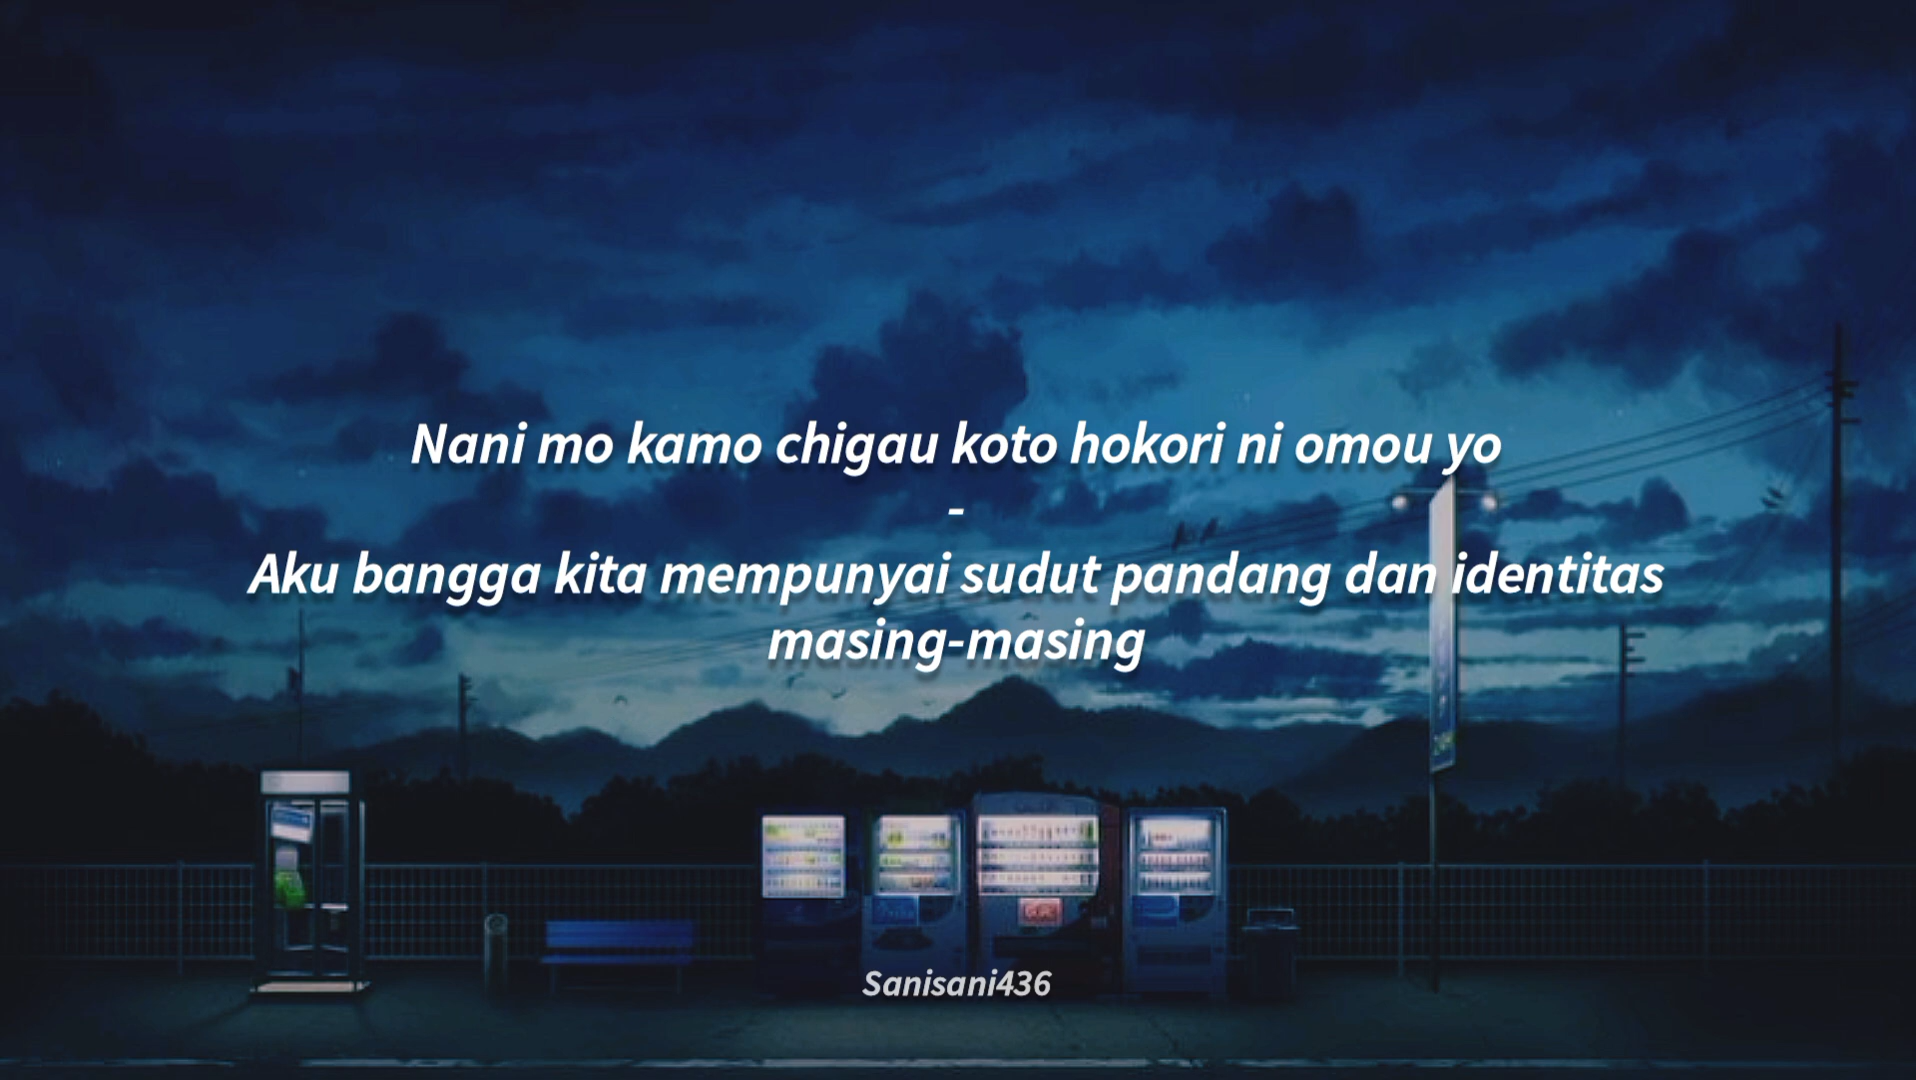 Nani mo kamo chigau koto hokori ni omou yo
-
Aku bangga kita mempunyai sudut pandang dan identitas
masing-masing
Sanisani436